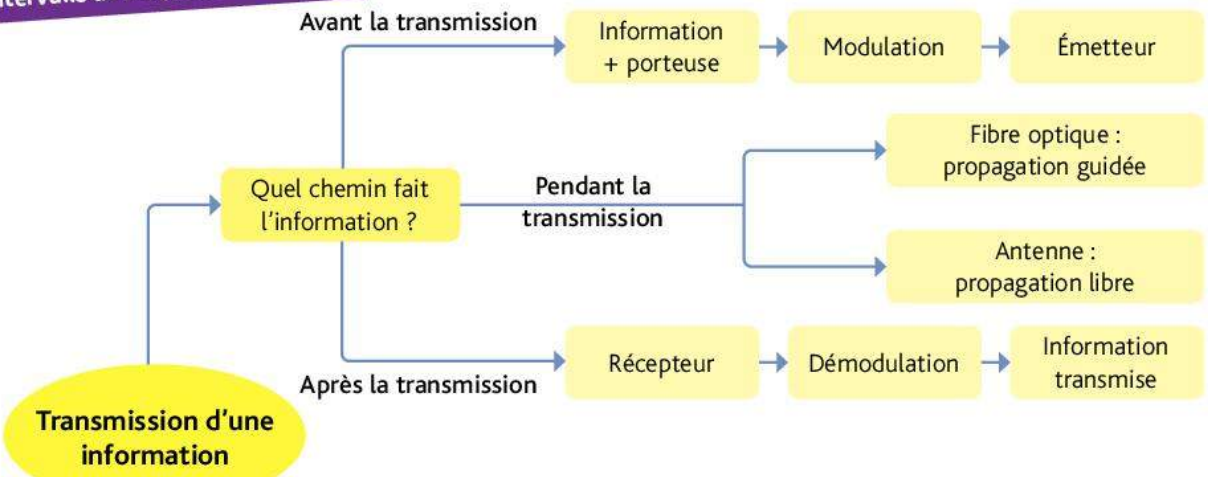 Avant la transmission
Information
+ porteuse
Modulation
Émetteur
Fibre optique :
propagation guidée
Quel chemin fait
l'information ?
Pendant la
transmission
Antenne :
propagation libre
Après la transmission
Récepteur
Démodulation
Information
transmise
Transmission d'une
information